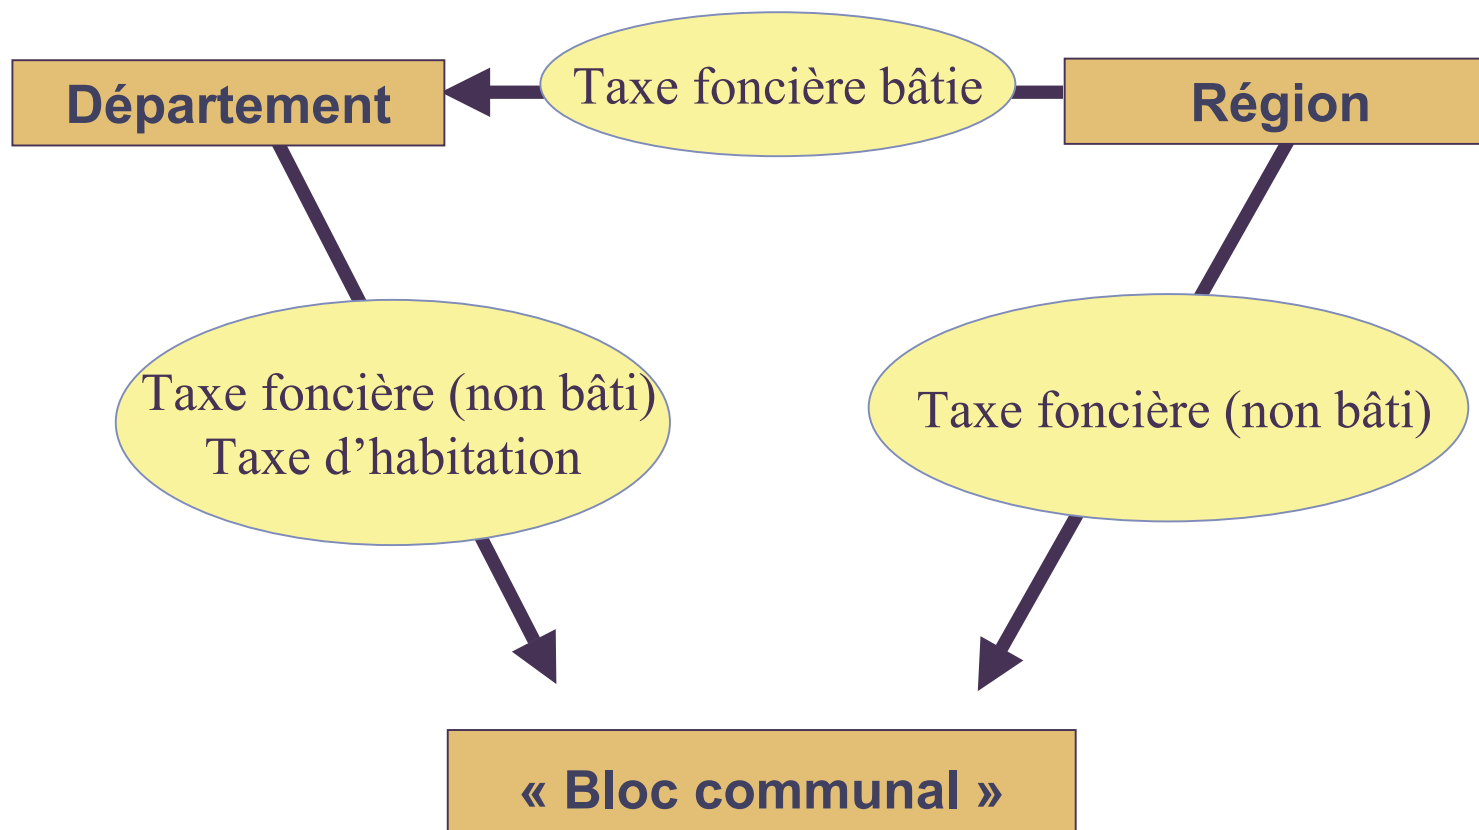 Département
Taxe foncière bâtie
Région
Taxe foncière (non bâti)
Taxe d’habitation
Taxe foncière (non bâti)
« Bloc communal »